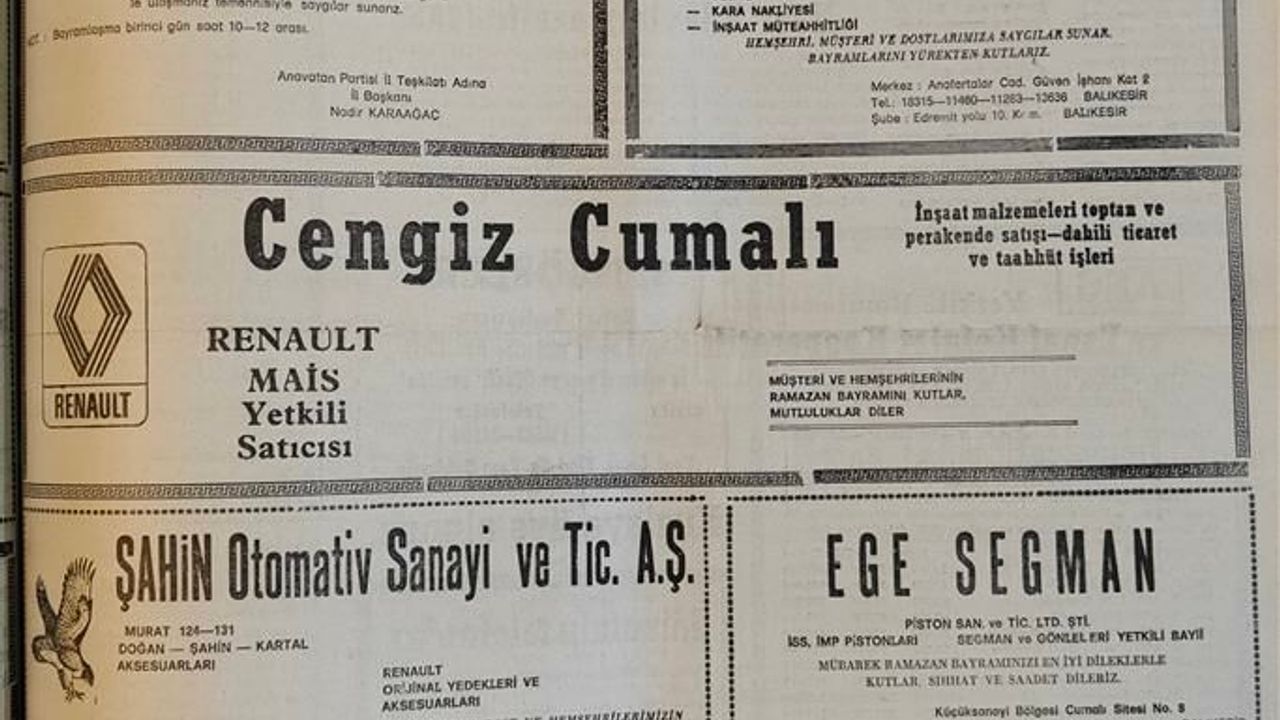 ulaşmanız temennisiyle saygılar sunarız.
Bayramlaşma birinci gün saat 10—12 arası.
Anavatan Partisi İl Teşkilatı Adına
İl Başkanı
Nadir KARAAĞAÇ
— KARA NAKLİYESİ
— İNŞAAT MÜTEAHHİTLİĞİ
HEMŞEHRİ, MÜŞTERİ VE DOSTLARIMIZA SAYGILAR SUNAR,
BAYRAMLARINI YÜREKTEN KUTLARIZ.
Merkez : Anafartalar Cad. Güven İşhanı Kat 2
Tel.: 18315—11460—11263—13636 BALIKESİR
Şube : Edremit yolu 10. Km. BALIKESİR
Cengiz Cumalı
İnşaat malzemeleri toptan ve
perakende satışı—dahili ticaret
ve taahhüt işleri
RENAULT
RENAULT
MAİS
Yetkili
Satıcısı
MÜŞTERİ VE HEMŞEHRİLERİNİN
RAMAZAN BAYRAMINI KUTLAR,
MUTLULUKLAR DİLER
ŞAHİN Otomativ Sanayi ve Tic. A.Ş.
MURAT 124—131
DOĞAN — ŞAHİN — KARTAL
AKSESUARLARI
RENAULT
ORİJİNAL YEDEKLERİ VE
AKSESUARLARI
VE HEMŞEHRİLERİMİZİN
EGE SEGMAN
PİSTON SAN. ve TİC. LTD. ŞTİ.
İSS, İMP PİSTONLARI SEGMAN ve GÖNLELERİ YETKİLİ BAYİİ
MÜBAREK RAMAZAN BAYRAMINIZI EN İYİ DİLEKLERLE
KUTLAR, SIHHAT VE SAADET DİLERİZ.
Küçüksanayi Bölgesi Cumalı Sitesi No. 8